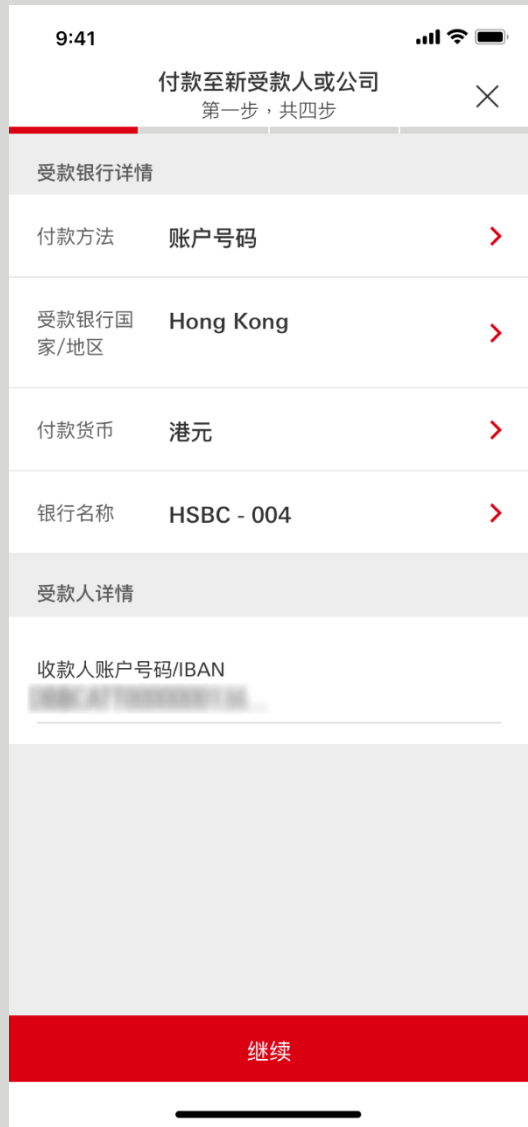 9:41
付款至新受款人或公司
第一步，共四步
受款银行详情
付款方法 账户号码
受款银行国 Hong Kong
家/地区
付款货币 港元
银行名称 HSBC - 004
受款人详情
收款人账户号码/IBAN
继续